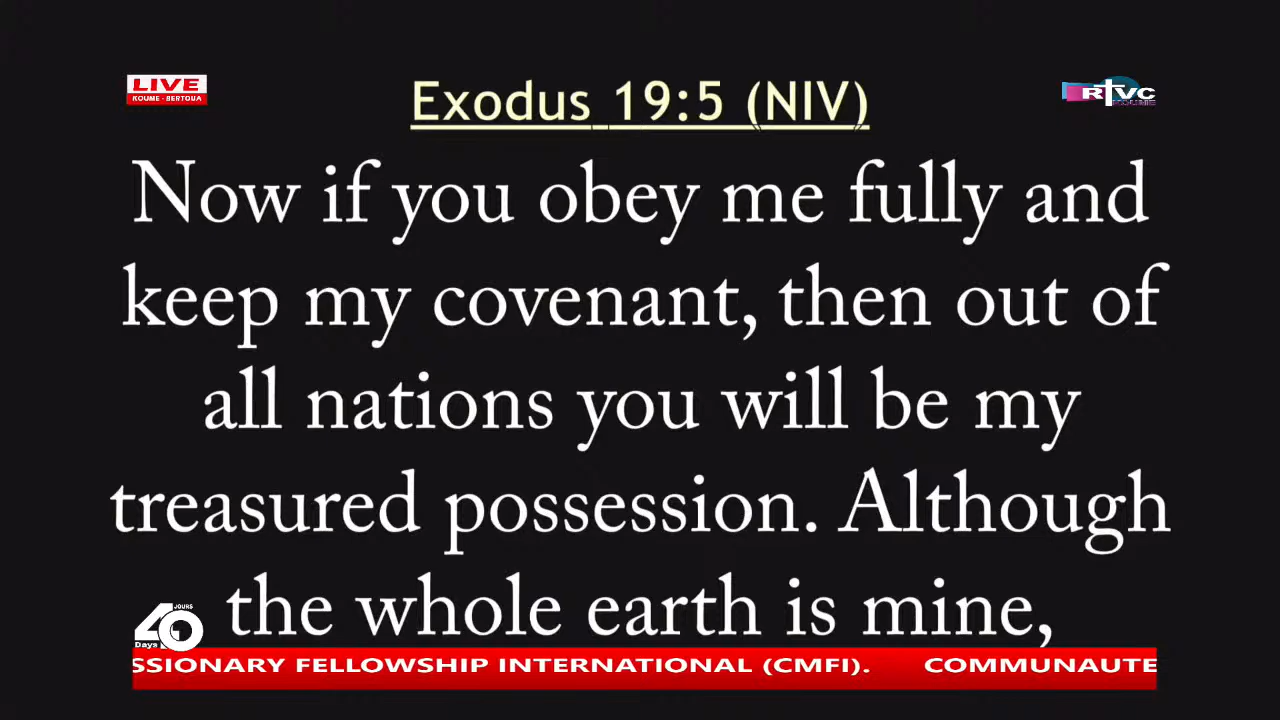 LIVE
KOUME - BERTOUA
Exodus 19:5 (NIV)
RTVC
Now if you obey me fully and
keep my covenant, then out of
all nations you will be my
treasured possession. Although
the whole earth is mine,
40
JOURS
Days
SSIONARY FELLOWSHIP INTERNATIONAL (CMFI). COMMUNAUTE